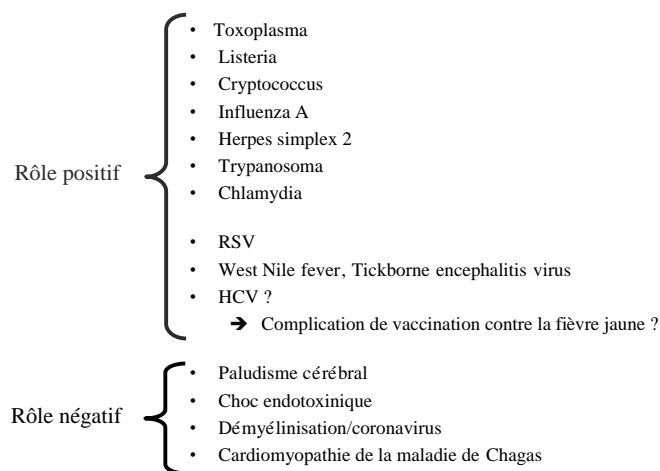 • Toxoplasma
• Listeria
• Cryptococcus
• Influenza A
• Herpes simplex 2
• Trypanosoma
• Chlamydia
Rôle positif
• RSV
• West Nile fever, Tickborne encephalitis virus
• HCV ?
➔ Complication de vaccination contre la fièvre jaune ?
Rôle négatif
• Paludisme cérébral
• Choc endotoxinique
• Démyélinisation/coronavirus
• Cardiomyopathie de la maladie de Chagas